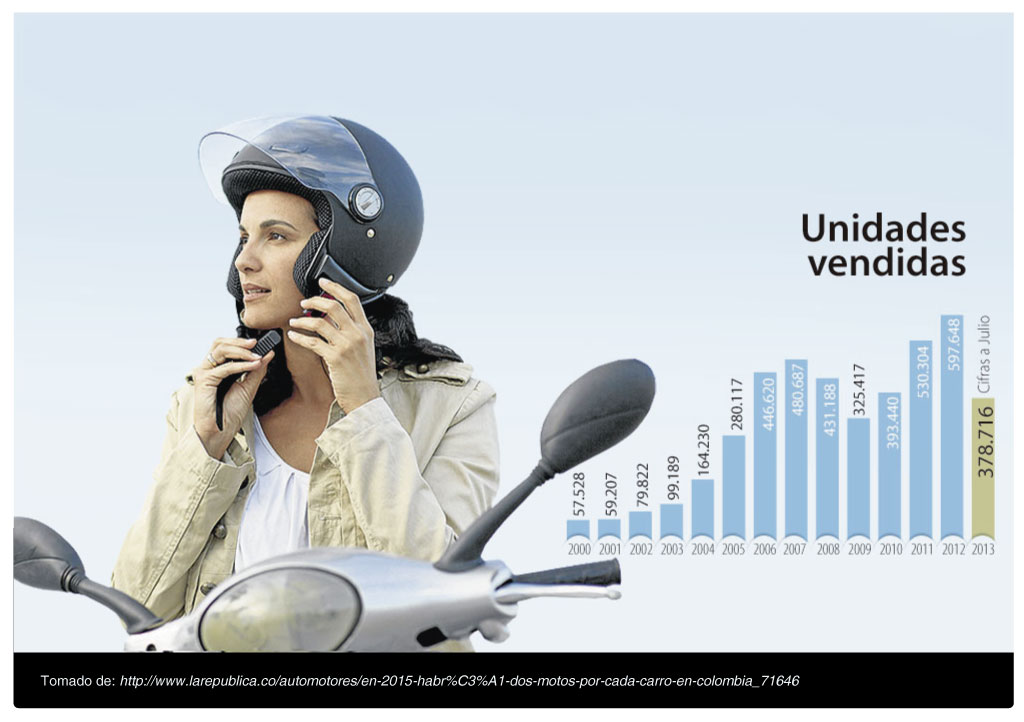 Unidades
vendidas
57.528
59.207
79.822
99.189
164.230
280.117
446.620
480.687
431.188
325.417
393.440
530.304
597.648
378.716
Cifras a Julio
2000 2001 2002 2003 2004 2005 2006 2007 2008 2009 2010 2011 2012 2013
Tomado de: http://www.larepublica.co/automotores/en-2015-habr%C3%A1-dos-motos-por-cada-carro-en-colombia_71646